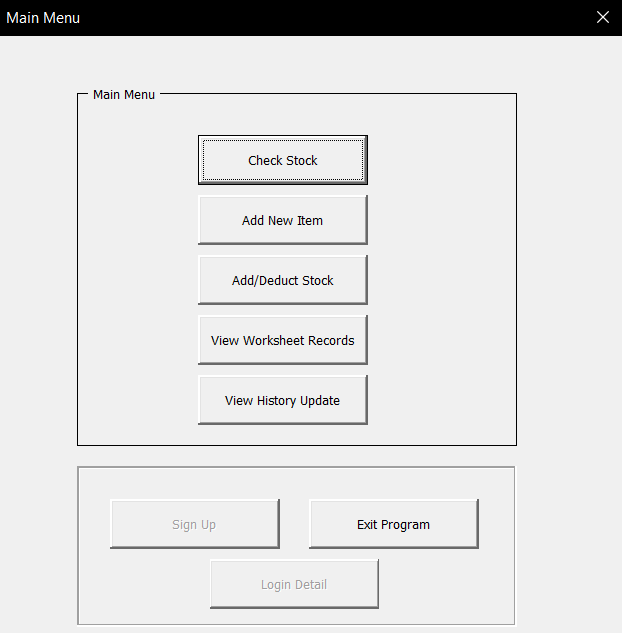 Main Menu
Main Menu
Check Stock
Add New Item
Add/Deduct Stock
View Worksheet Records
View History Update
Sign Up
Exit Program
Login Detail